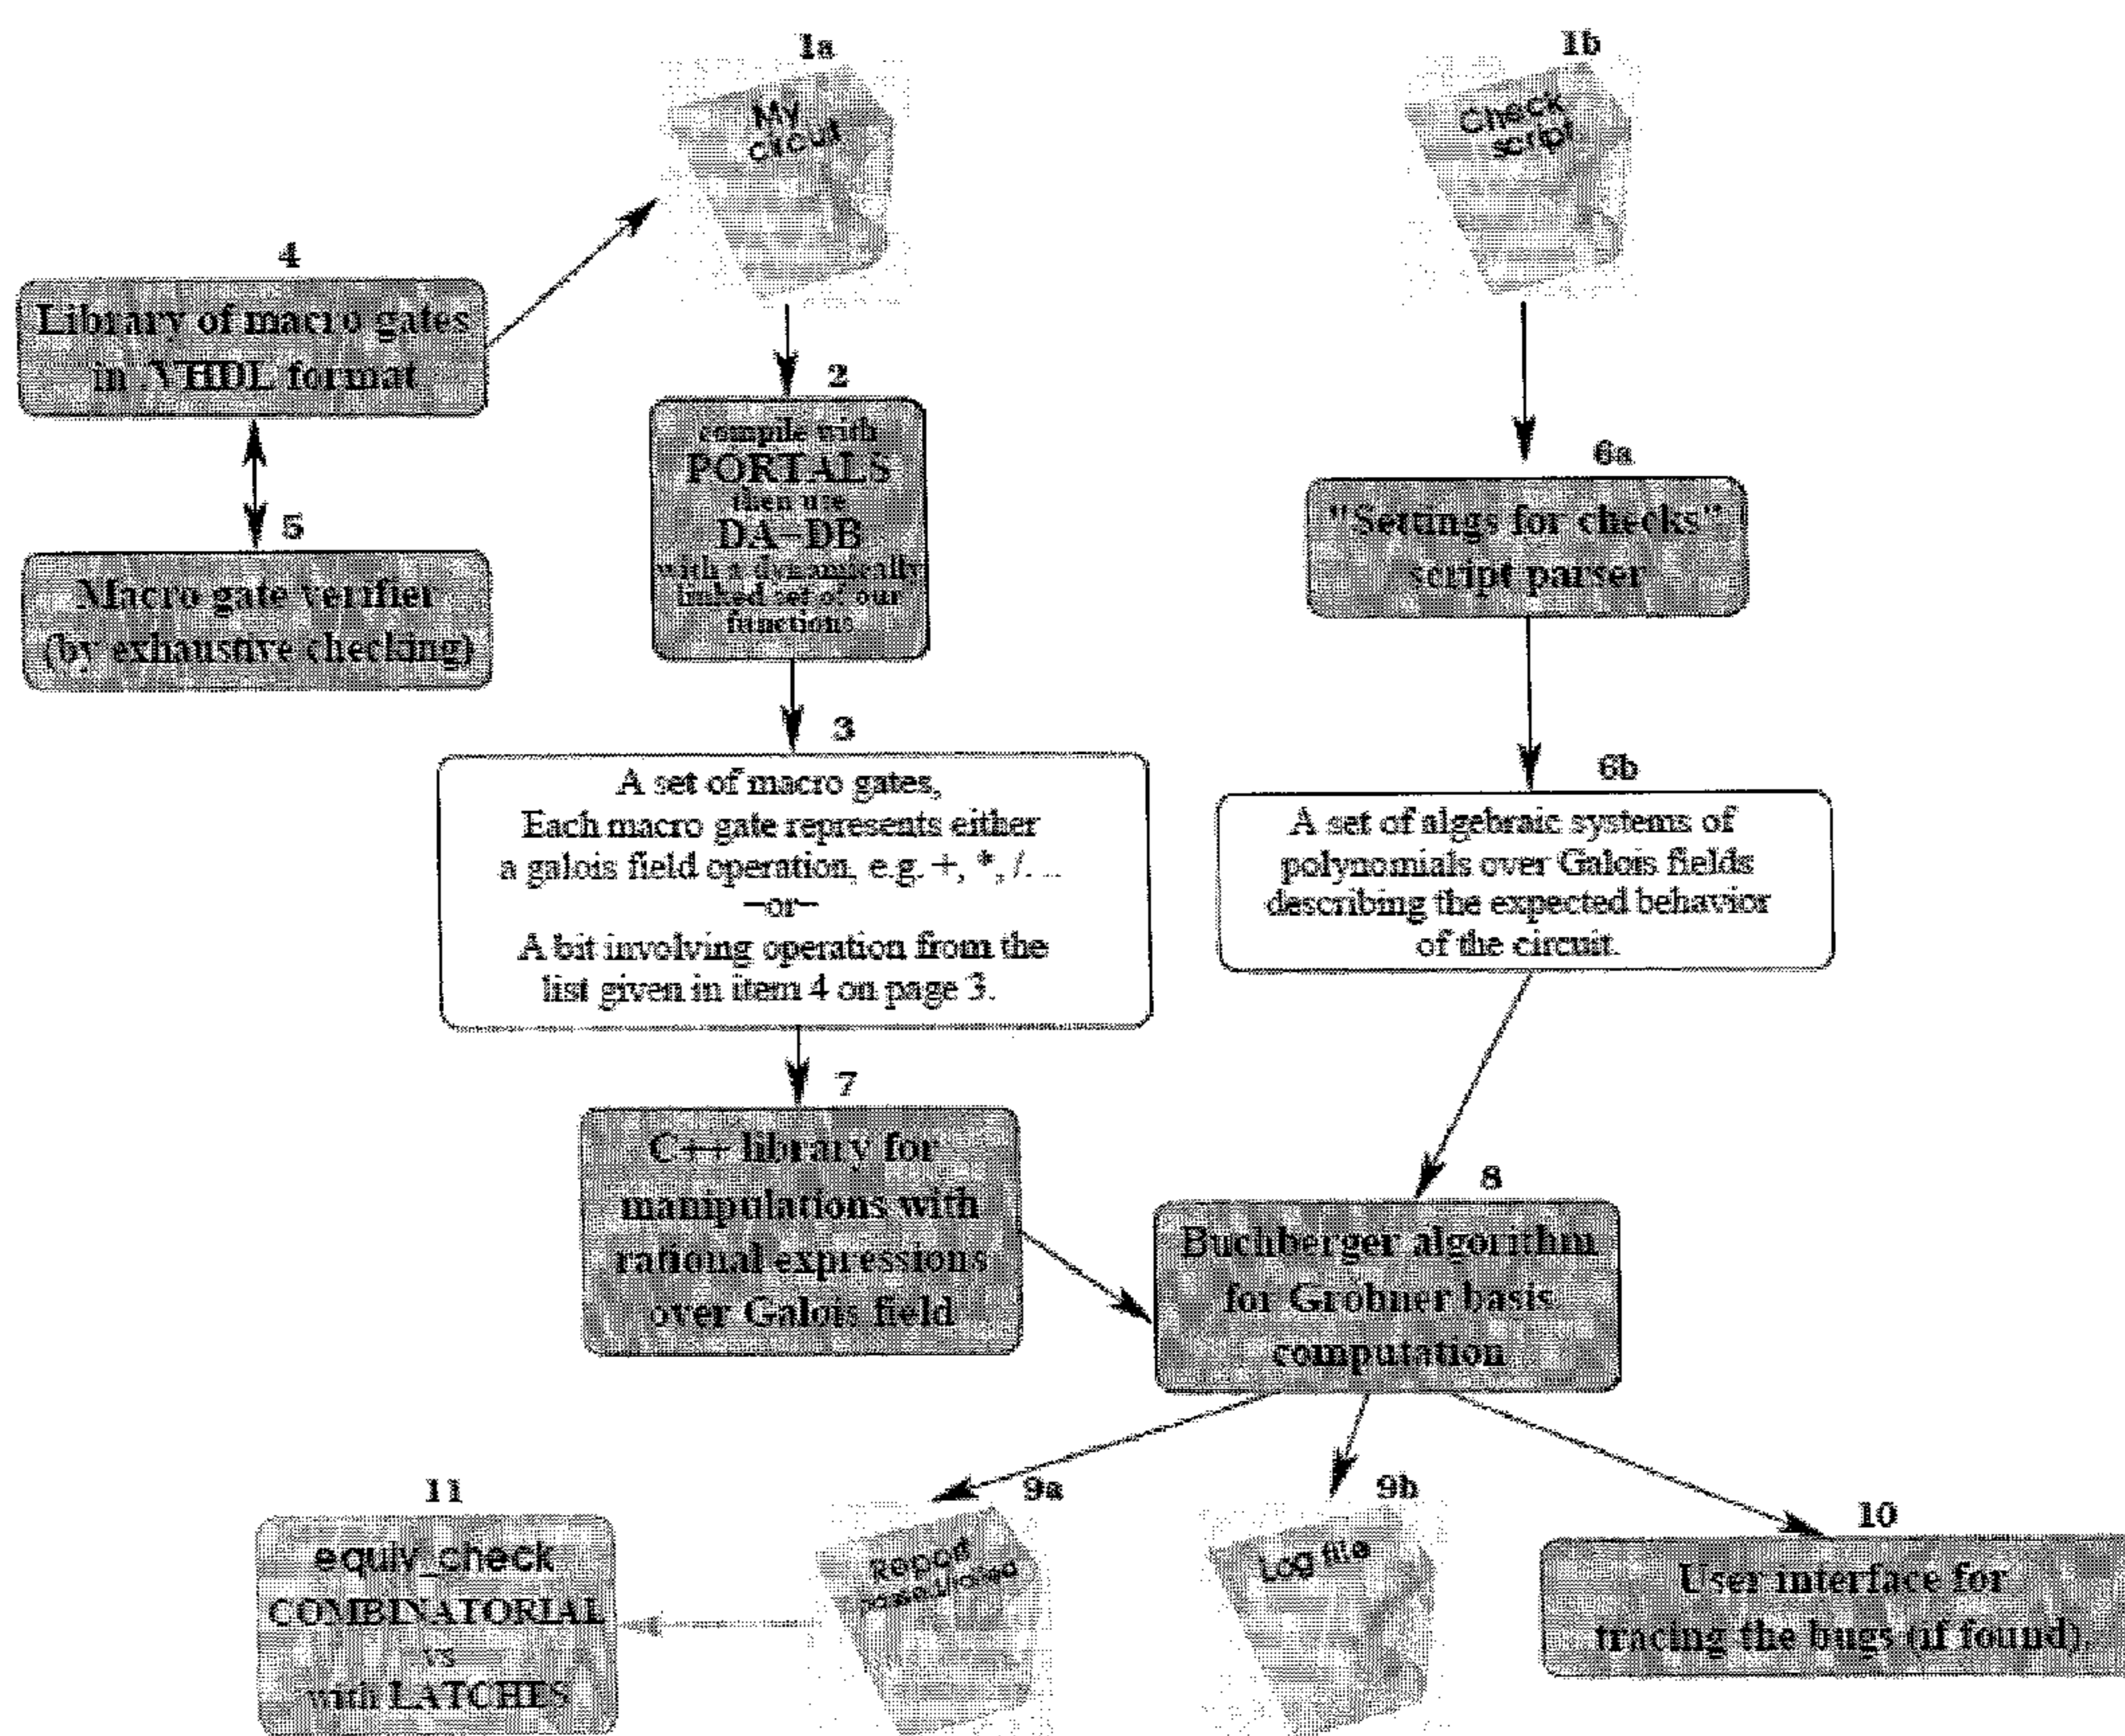 1a
My
circuit
1b
Check
script
4
Library of macro gates
in .VHDL format
5
Macro gate verifier
(by exhaustive checking)
2
compile with
PORTALS
then use
DA-DB
with a dynamically
linked set of our
functions
6a
"Settings for checks"
script parser
3
A set of macro gates,
Each macro gate represents either
a galois field operation, e.g. +, *, /. ..
-or-
A bit involving operation from the
list given in item 4 on page 3.
6b
A set of algebraic systems of
polynomials over Galois fields
describing the expected behavior
of the circuit.
7
C++ library for
manipulations with
rational expressions
over Galois field
8
Buchberger algorithm
for Gröbner basis
computation
11
equiv_check
COMBINATORIAL
vs
with LATCHES
9a
Report
passed/failed
9b
Log file
10
User interface for
tracing the bugs (if found).